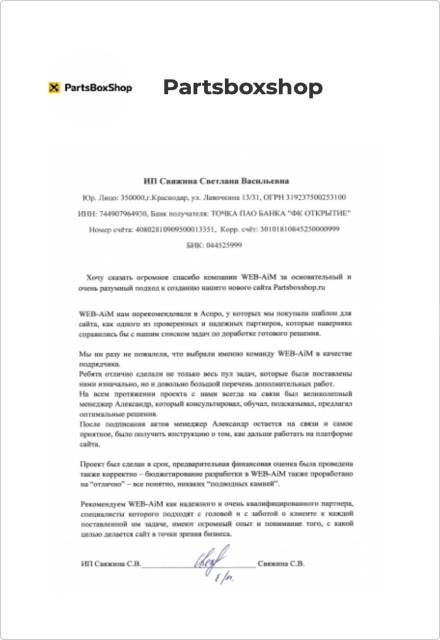 PartsBoxShop
Partsboxshop
ИП Свяжина Светлана Васильевна
Юр. Лицо: 350000,г.Краснодар, ул. Лавочкина 13/31, ОГРН 319237500253100
ИНН: 744907964930, Банк получателя: ТОЧКА ПАО БАНКА "ФК ОТКРЫТИЕ"
Номер счёта: 40802810909500013351, Корр. счёт: 30101810845250000999
БИК: 044525999
Хочу сказать огромное спасибо компании WEB-AiM за основательный и
очень разумный подход к созданию нашего нового сайта Partsboxshop.ru
WEB-AiM нам порекомендовали в Аспро, у которых мы покупали шаблон для
сайта, как одного из проверенных и надежных партнеров, которые наверняка
справились бы с нашим списком задач по доработке готового решения.
Мы ни разу не пожалели, что выбрали именно команду WEB-AiM в качестве
подрядчика.
Ребята отлично сделали не только весь пул задач, которые были поставлены
нами изначально, но и довольно большой перечень дополнительных работ.
На всем протяжении проекта с нами всегда на связи был великолепный
менеджер Александр, который консультировал, обучал, подсказывал, предлагал
оптимальные решения.
После подписания актов менеджер Александр остается на связи и самое
приятное, было получить инструкцию о том, как дальше работать на платформе
сайта.
Проект был сделан в срок, предварительная финансовая оценка была проведена
также корректно – бюджетирование разработки в WEB-AiM также проработано
на “отлично” – все понятно, никаких “подводных камней”.
Рекомендуем WEB-AiM как надежного и очень квалифицированного партнера,
специалисты которого подходят с головой и с заботой о клиенте к каждой
поставленной им задаче, имеют огромный опыт и понимание того, с какой
целью делается сайт в точки зрения бизнеса.
ИП Свяжина С.В. Свяжина С.В.